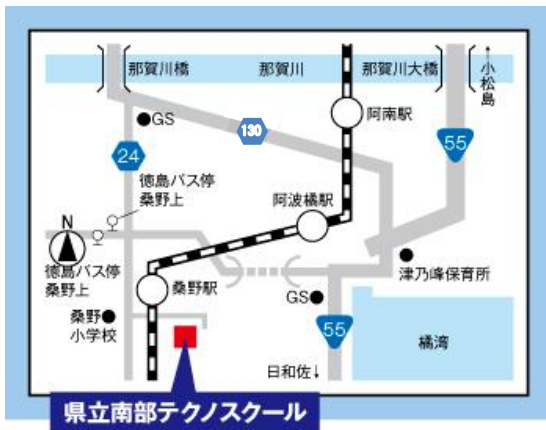 那賀川橋
那賀川
那賀川大橋
↑小松島
GS
130
阿南駅
55
24
徳島バス停
桑野上
阿波橘駅
N
徳島バス停
桑野上
津乃峰保育所
桑野駅
GS
桑野
小学校
55
橘湾
日和佐↓
県立南部テクノスクール